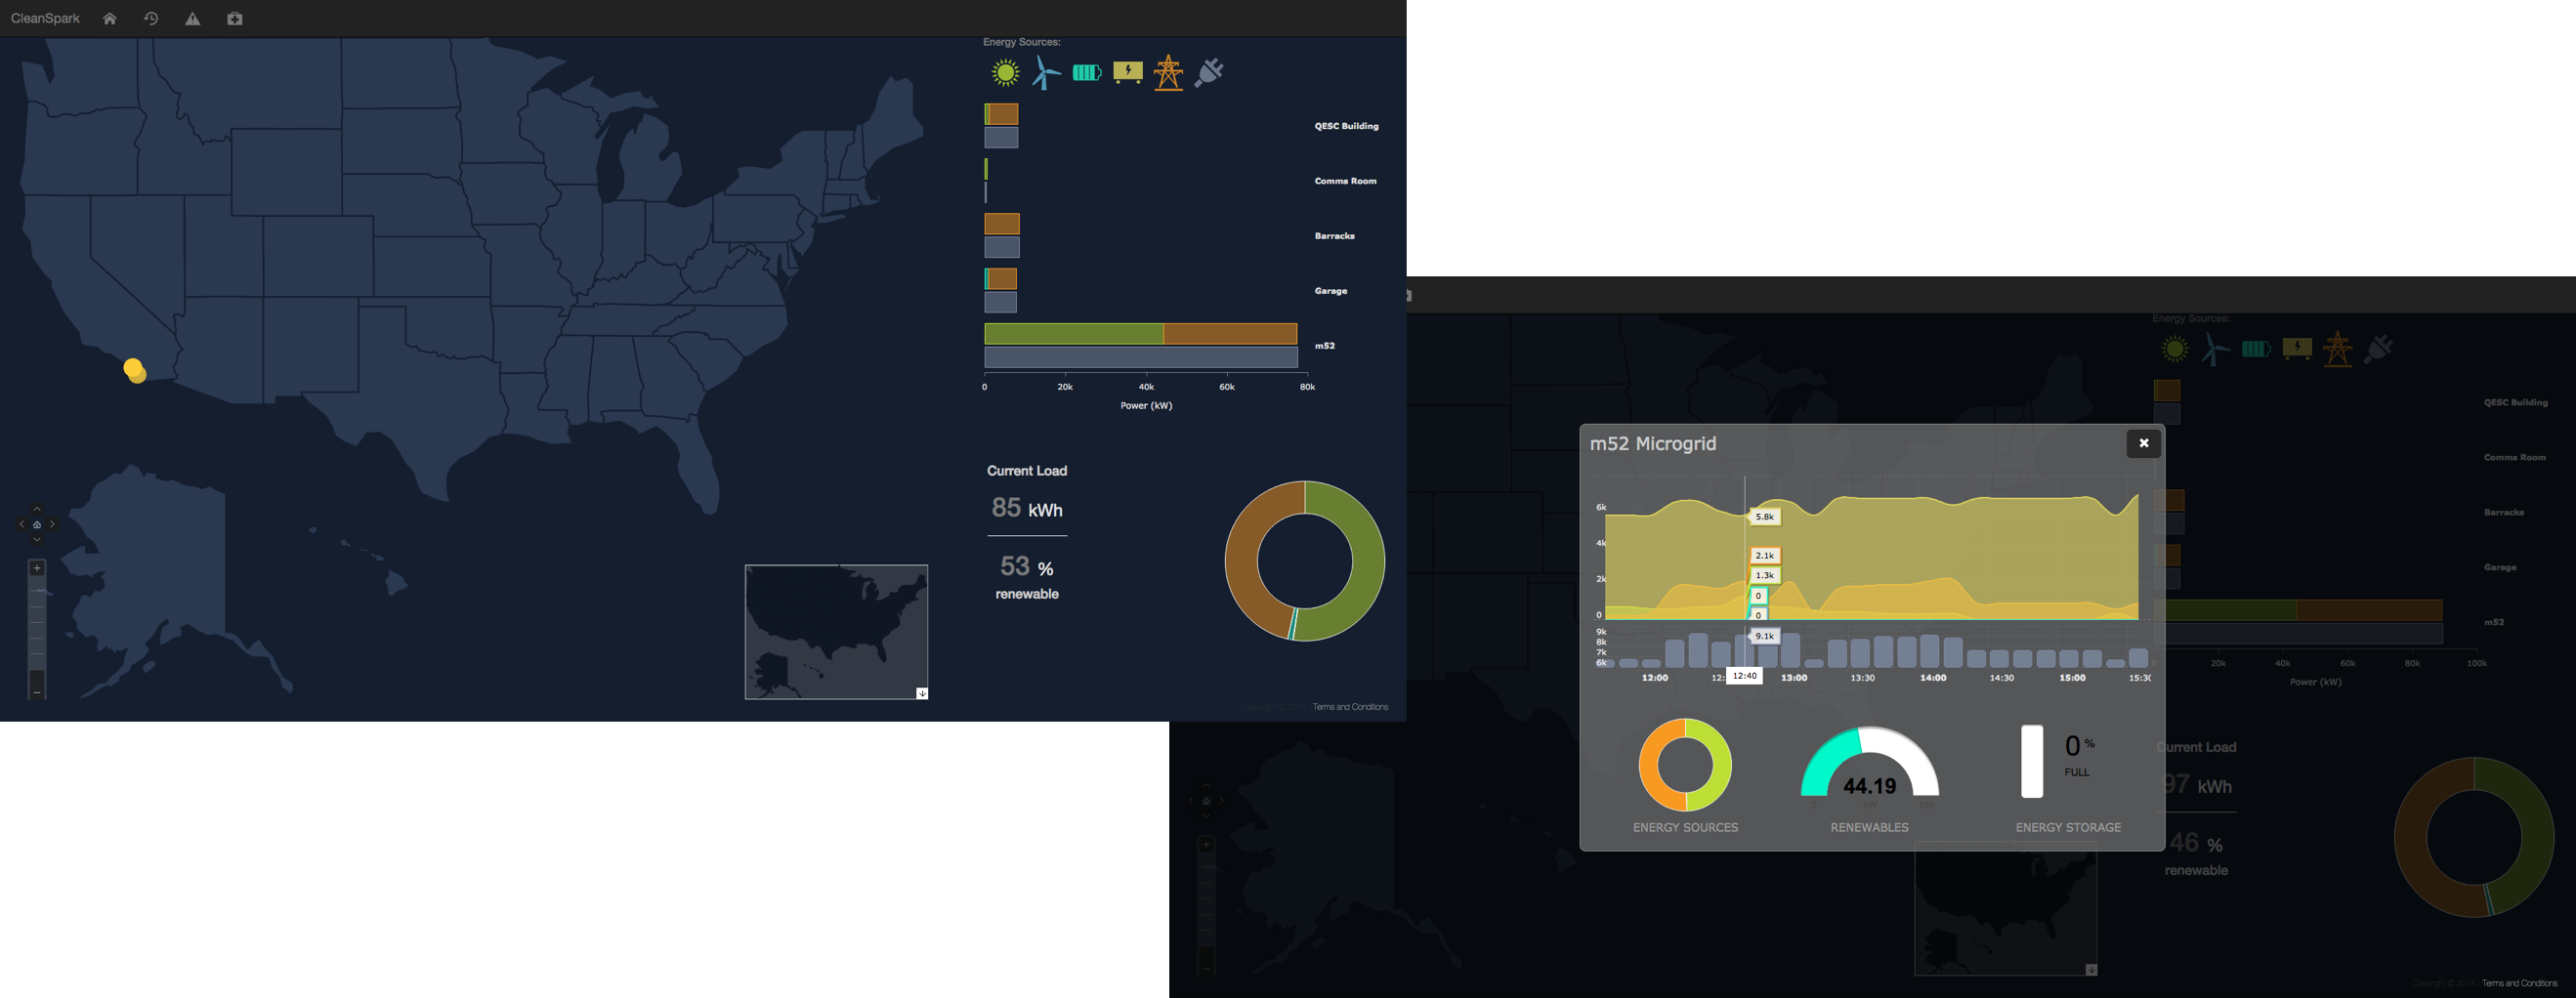 CleanSpark
Energy Sources:
QESC Building
Comms Room
Barracks
Garage
m52
0 20k 40k 60k 80k
Power (kW)
Current Load
85 kWh
53 %
renewable
Copyright © 2014 Terms and Conditions
Energy Sources:
QESC Building
Comms Room
Barracks
Garage
m52
20k 40k 60k 80k 100k
Power (kW)
Current Load
97 kWh
46 %
renewable
Copyright © 2014 Terms and Conditions
m52 Microgrid
6k
4k
2k
0
5.8k
2.1k
1.3k
0
0
9k
8k
7k
6k
9.1k
12:00 12: 12:40 13:00 13:30 14:00 14:30 15:00 15:30
44.19
0 kW 100
0 %
FULL
ENERGY SOURCES RENEWABLES ENERGY STORAGE